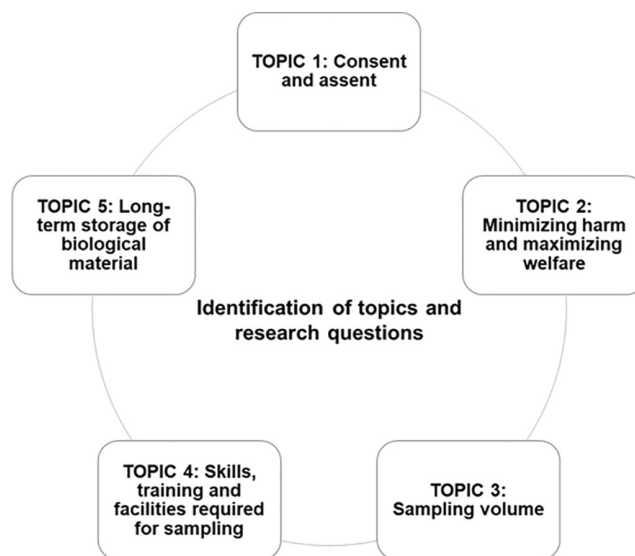 TOPIC 1: Consent
and assent
TOPIC 5: Long-
term storage of
biological
material
TOPIC 2:
Minimizing harm
and maximizing
welfare
Identification of topics and
research questions
TOPIC 4: Skills,
training and
facilities required
for sampling
TOPIC 3:
Sampling volume